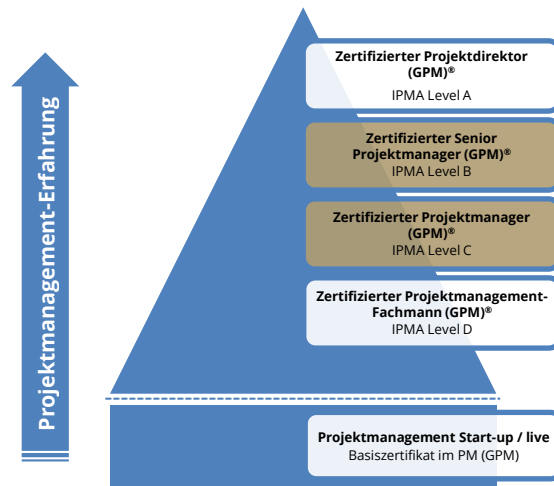 Projektmanagement-Erfahrung
Zertifizierter Projektdirektor
(GPM)®
IPMA Level A
Zertifizierter Senior
Projektmanager (GPM)®
IPMA Level B
Zertifizierter Projektmanager
(GPM)®
IPMA Level C
Zertifizierter Projektmanagement-
Fachmann (GPM)®
IPMA Level D
Projektmanagement Start-up / live
Basiszertifikat im PM (GPM)